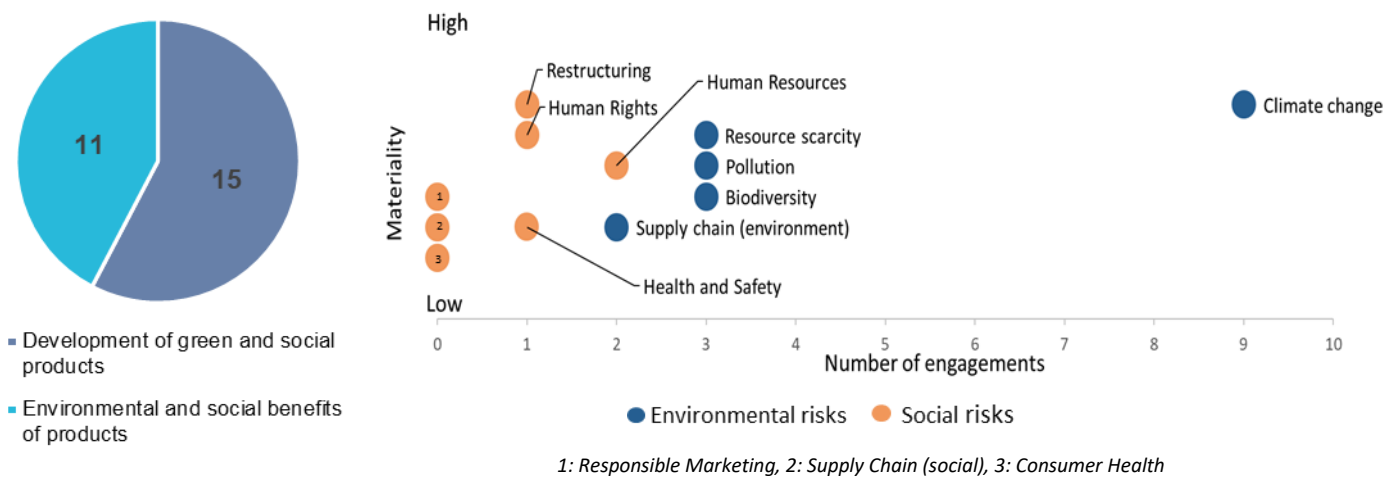 11
15
Development of green and social
products
Environmental and social benefits
of products
High
Restructuring
Human Resources
Human Rights
Climate change
Resource scarcity
Pollution
Biodiversity
Supply chain (environment)
Health and Safety
1
2
3
Materiality
Low
0 1 2 3 4 5 6 7 8 9 10
Number of engagements
Environmental risks Social risks
1: Responsible Marketing, 2: Supply Chain (social), 3: Consumer Health